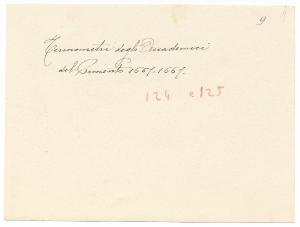 9
Termometri degli Accademici
del Cimento 1657-1667.
124 e 125